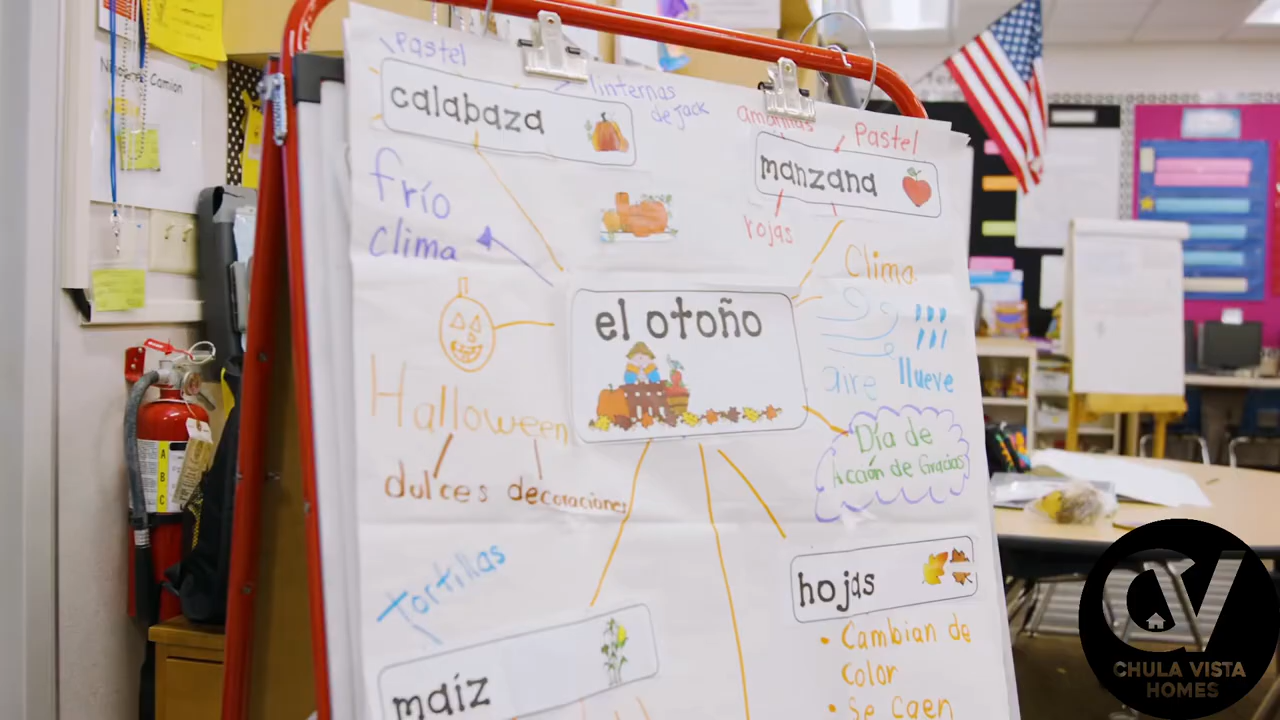 Pastel
calabaza
linternas
de jack
amarillas
Pastel
manzana
rojas
frío
clima
Clima
el otoño
aire
llueve
Halloween
dulces decoraciones
Día de
Acción de Gracias
Tortillas
hojas
• Cambian de
Color
• Se Caen
maíz
A
B
C
CHULA VISTA
HOMES